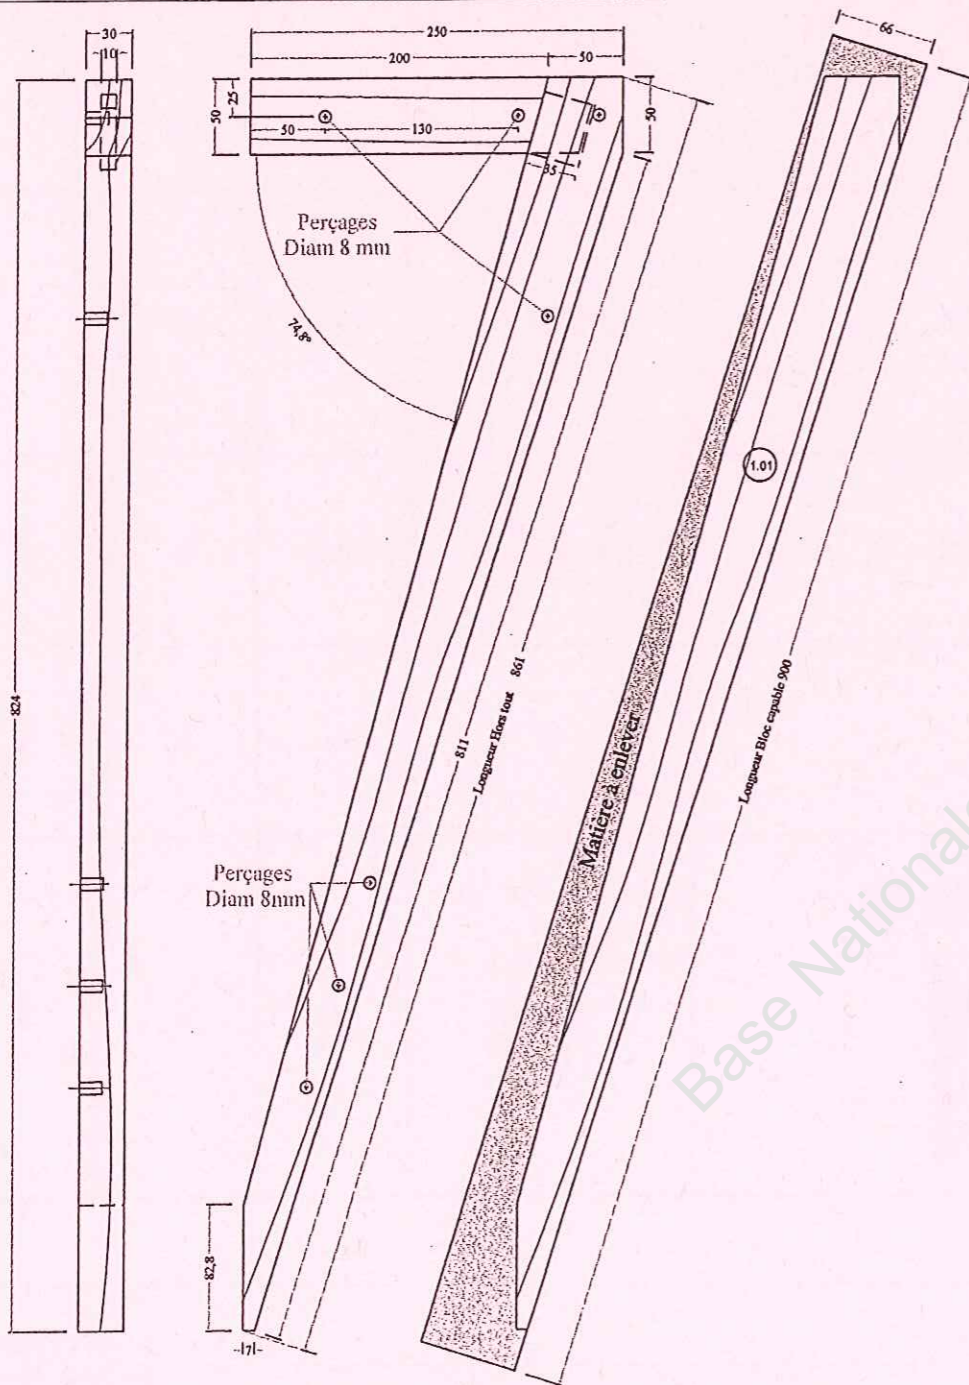 30
10
250
200
50
66
50
25
50
130
50
35
Perçages
Diam 8 mm
74,8°
1.01
824
811
Longueur Hors tout 861
Matière à enlever
Longueur Bloc capable 900
Perçages
Diam 8mm
82,8
7
Base Nationale